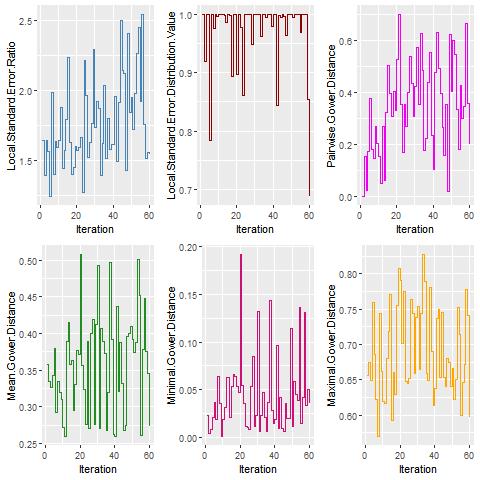 Local.Standard.Error.Ratio
2.5
2.0
1.5
0 20 40 60
Iteration
Local.Standard.Error.Distribution.Value
1.0
0.9
0.8
0.7
0 20 40 60
Iteration
Pairwise.Gower.Distance
0.6
0.4
0.2
0.0
0 20 40 60
Iteration
Mean.Gower.Distance
0.50
0.45
0.40
0.35
0.30
0.25
0 20 40 60
Iteration
Minimal.Gower.Distance
0.20
0.15
0.10
0.05
0.00
0 20 40 60
Iteration
Maximal.Gower.Distance
0.80
0.75
0.70
0.65
0.60
0 20 40 60
Iteration